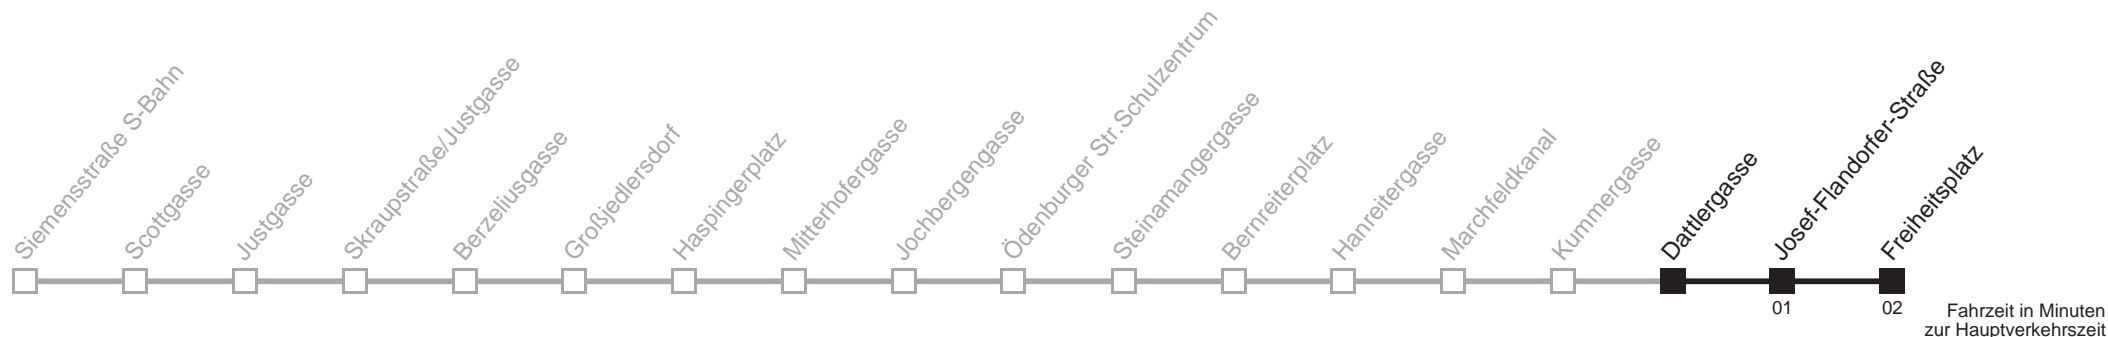 Siemensstraße S-Bahn
Scottgasse
Justgasse
Skraupstraße/Justgasse
Berzeliusgasse
Großjedlersdorf
Haspingerplatz
Mitterhofergasse
Jochbergengasse
Ödenburger Str.Schulzentrum
Steinamangergasse
Bernreiterplatz
Hanreitergasse
Marchfeldkanal
Kummergasse
Dattlergasse
Josef-Flandorfer-Straße
Freiheitsplatz
01
02
Fahrzeit in Minuten
zur Hauptverkehrszeit